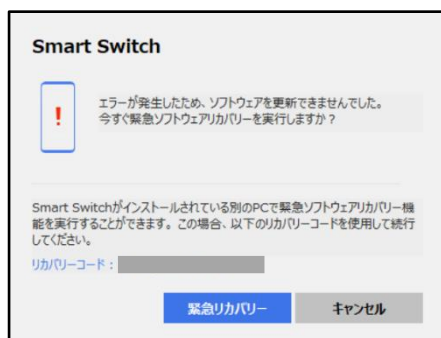 Smart Switch
!
エラーが発生したため、ソフトウェアを更新できませんでした。
今すぐ緊急ソフトウェアリカバリーを実行しますか？
Smart Switchがインストールされている別のPCで緊急ソフトウェアリカバリー機
能を実行することができます。この場合、以下のリカバリーコードを使用して続行
してください。
リカバリーコード：
緊急リカバリー キャンセル